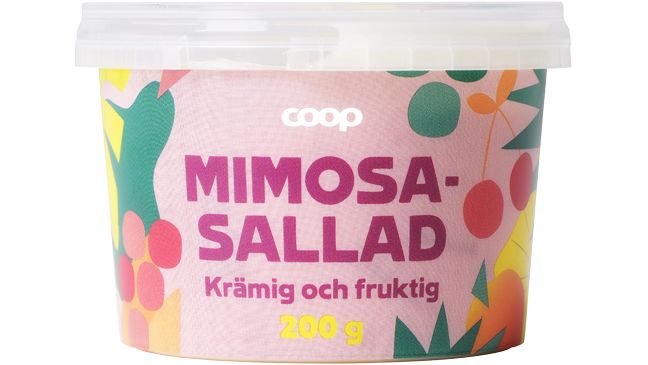 coop
MIMOSA-
SALLAD
Krämig och fruktig
200 g